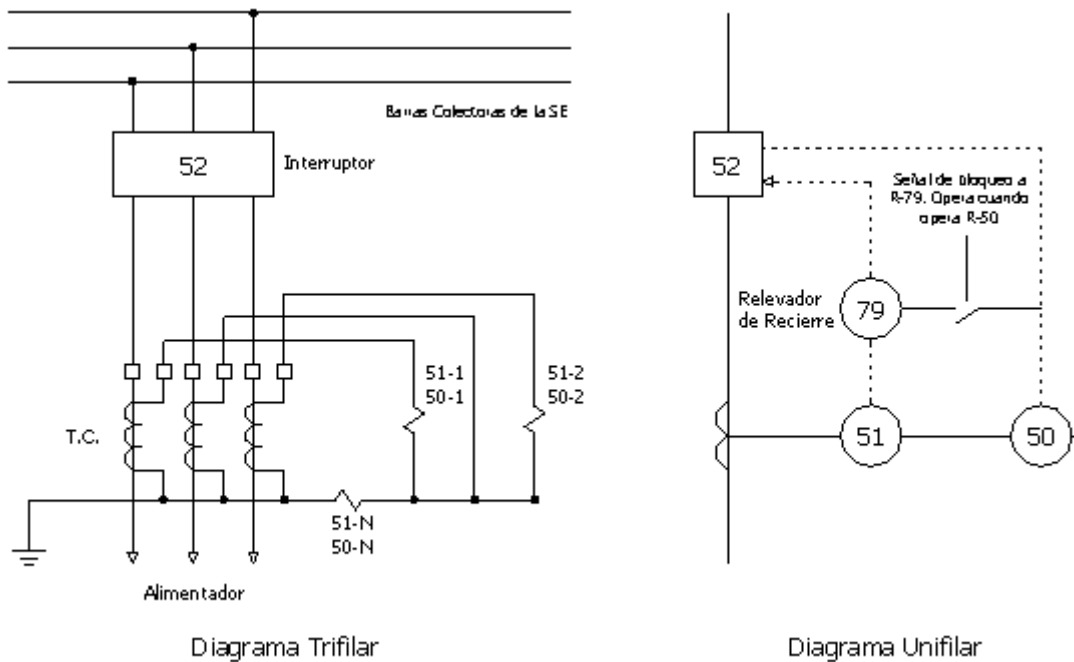 Barras Colectoras de la SE
52
Interruptor
51-1
50-1
51-2
50-2
T.C.
51-N
50-N
Alimentador
Diagrama Trifilar
52
Señal de bloqueo a
R-79. Opera cuando
opera R-50
Relevador
de Recierre
79
51
50
Diagrama Unifilar